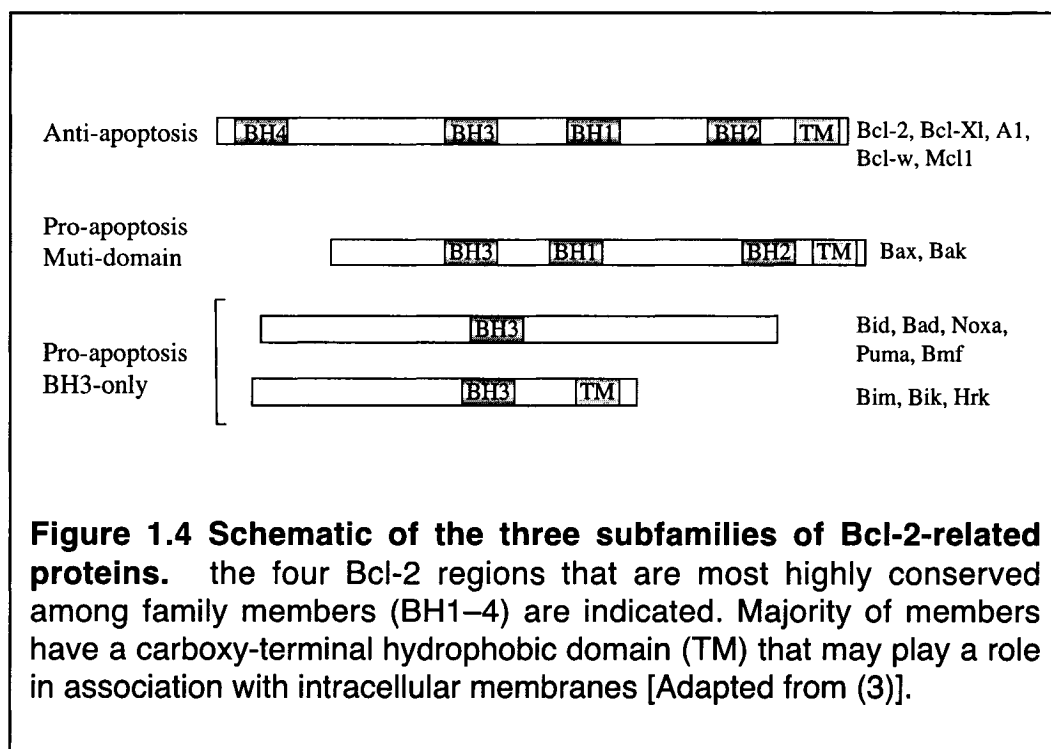 Anti-apoptosis BH4 BH3 BH1 BH2 TM Bcl-2, Bcl-Xl, A1,
Bcl-w, Mcl1
Pro-apoptosis
Muti-domain BH3 BH1 BH2 TM Bax, Bak
BH3 Bid, Bad, Noxa,
Puma, Bmf
Pro-apoptosis
BH3-only
BH3 TM Bim, Bik, Hrk
Figure 1.4 Schematic of the three subfamilies of Bcl-2-related
proteins. the four Bcl-2 regions that are most highly conserved
among family members (BH1–4) are indicated. Majority of members
have a carboxy-terminal hydrophobic domain (TM) that may play a role
in association with intracellular membranes [Adapted from (3)].